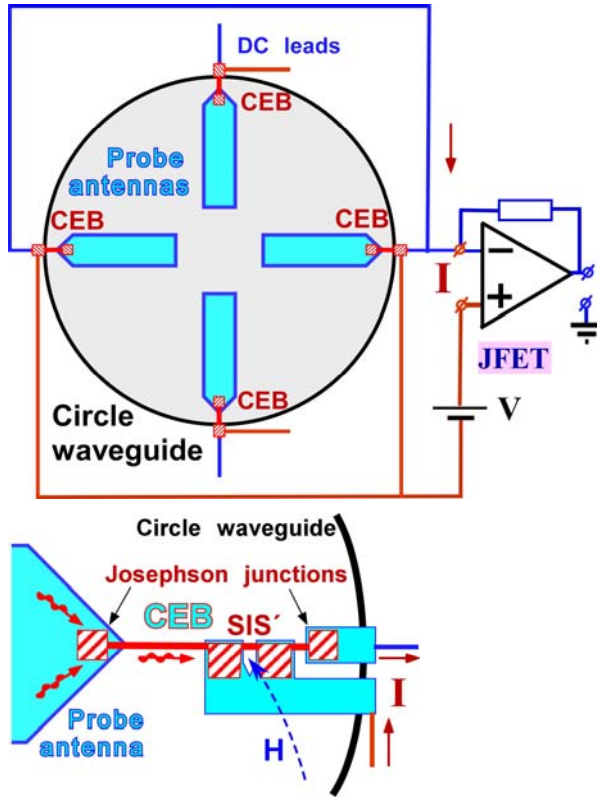 DC leads
CEB
Probe
antennas
CEB
CEB
I
−
+
JFET
CEB
V
Circle
waveguide
Circle waveguide
Josephson junctions
CEB
SIS´
I
Probe
antenna
H